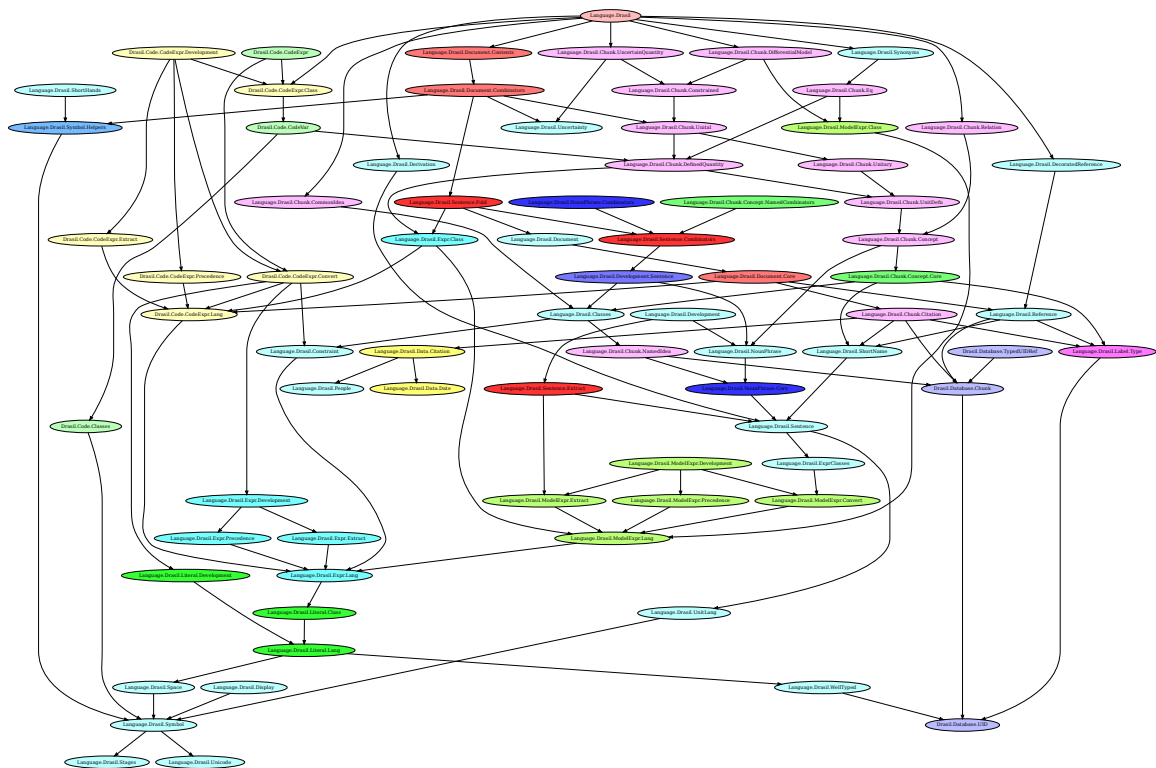 Language.Drasil
Drasil.Code.CodeExpr.Development
Drasil.Code.CodeExpr
Language.Drasil.Document.Contents
Language.Drasil.Chunk.UncertainQuantity
Language.Drasil.Chunk.DifferentialModel
Language.Drasil.Synonyms
Language.Drasil.ShortHands
Drasil.Code.CodeExpr.Class
Language.Drasil.Document.Combinators
Language.Drasil.Chunk.Constrained
Language.Drasil.Chunk.Eq
Language.Drasil.Symbol.Helpers
Drasil.Code.CodeVar
Language.Drasil.Uncertainty
Language.Drasil.Chunk.Unital
Language.Drasil.ModelExpr.Class
Language.Drasil.Chunk.Relation
Language.Drasil.Derivation
Language.Drasil.Chunk.DefinedQuantity
Language.Drasil.Chunk.Unitary
Language.Drasil.DecoratedReference
Language.Drasil.Chunk.CommonIdea
Language.Drasil.Sentence.Fold
Language.Drasil.NounPhrase.Combinators
Language.Drasil.Chunk.Concept.NamedCombinators
Language.Drasil.Chunk.UnitDefn
Drasil.Code.CodeExpr.Extract
Language.Drasil.Expr.Class
Language.Drasil.Document
Language.Drasil.Sentence.Combinators
Language.Drasil.Chunk.Concept
Drasil.Code.CodeExpr.Precedence
Drasil.Code.CodeExpr.Convert
Language.Drasil.Development.Sentence
Language.Drasil.Document.Core
Language.Drasil.Chunk.Concept.Core
Drasil.Code.CodeExpr.Lang
Language.Drasil.Classes
Language.Drasil.Development
Language.Drasil.Chunk.Citation
Language.Drasil.Reference
Language.Drasil.Constraint
Language.Drasil.Data.Citation
Language.Drasil.Chunk.NamedIdea
Language.Drasil.NounPhrase
Language.Drasil.ShortName
Drasil.Database.TypedUIDRef
Language.Drasil.Label.Type
Language.Drasil.People
Language.Drasil.Data.Date
Language.Drasil.Sentence.Extract
Language.Drasil.NounPhrase.Core
Drasil.Database.Chunk
Drasil.Code.Classes
Language.Drasil.Sentence
Language.Drasil.ModelExpr.Development
Language.Drasil.ExprClasses
Language.Drasil.Expr.Development
Language.Drasil.ModelExpr.Extract
Language.Drasil.ModelExpr.Precedence
Language.Drasil.ModelExpr.Convert
Language.Drasil.Expr.Precedence
Language.Drasil.Expr.Extract
Language.Drasil.ModelExpr.Lang
Language.Drasil.Literal.Development
Language.Drasil.Expr.Lang
Language.Drasil.Literal.Class
Language.Drasil.UnitLang
Language.Drasil.Literal.Lang
Language.Drasil.Space
Language.Drasil.Display
Language.Drasil.WellTyped
Language.Drasil.Symbol
Drasil.Database.UID
Language.Drasil.Stages
Language.Drasil.Unicode